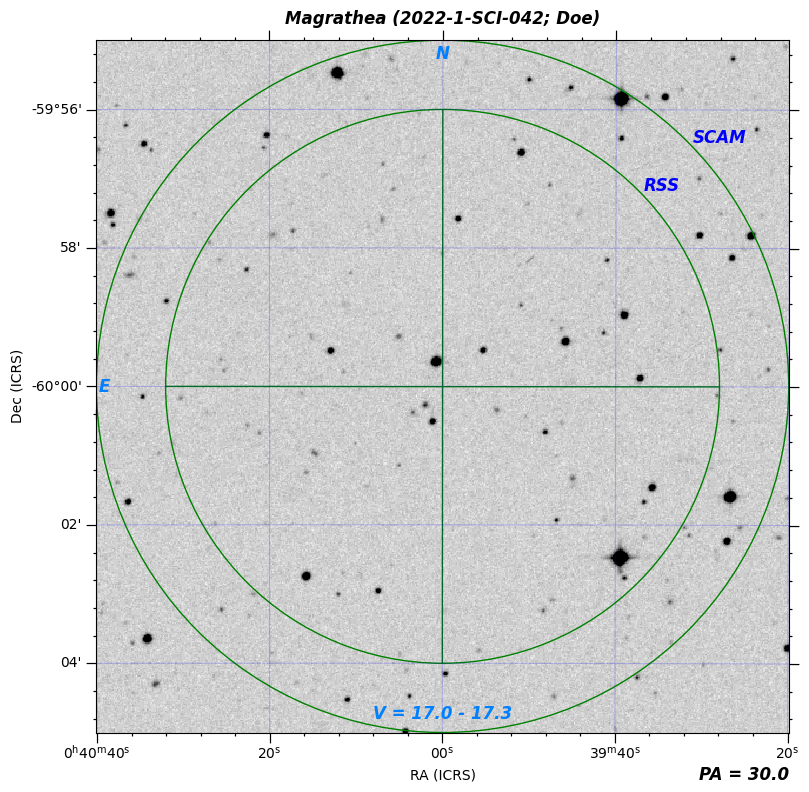 Magrathea (2022-1-SCI-042; Doe)
N
-59°56'
SCAM
RSS
58'
E
-60°00'
02'
04'
V = 17.0 - 17.3
0ʰ40ᵐ40ˢ 20ˢ 00ˢ 39ᵐ40ˢ 20ˢ
RA (ICRS)
PA = 30.0
Dec (ICRS)